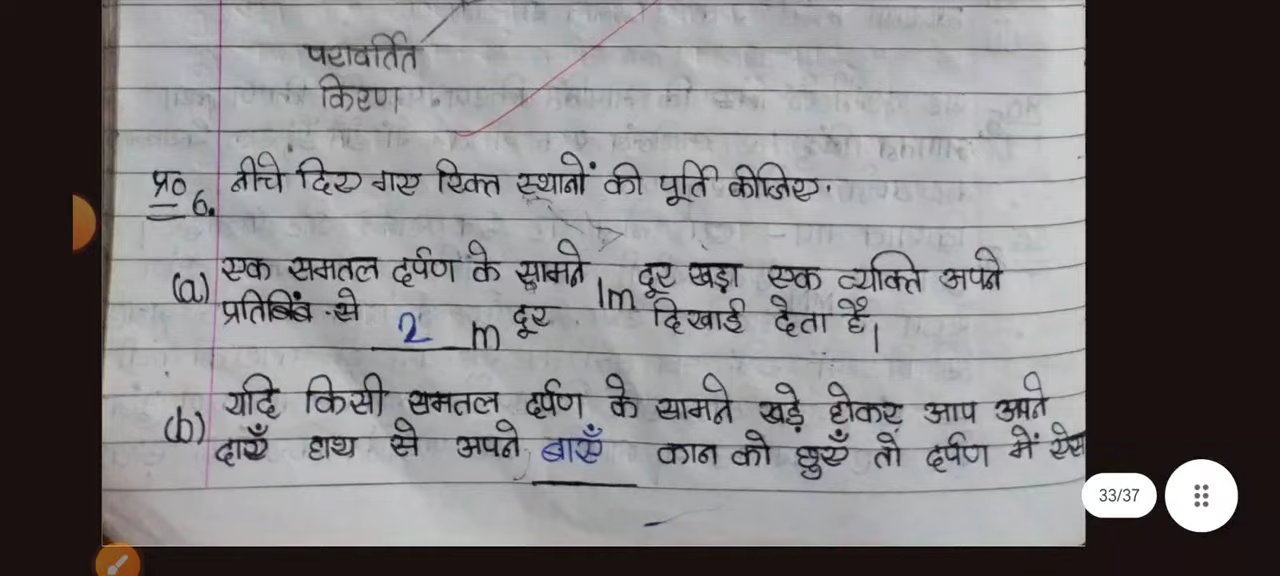 परावर्तित
किरण.
प्र० 6. नीचे दिए गए रिक्त स्थानों की पूर्ति कीजिए.
(a) एक समतल दर्पण के सामने 1m दूर खड़ा एक व्यक्ति अपने
प्रतिबिंब से 2 m दूर दिखाई देता है।
(b) यदि किसी समतल दर्पण के सामने खड़े होकर आप अपने
दाएँ हाथ से अपने बाएँ कान को छुएँ तो दर्पण में ऐसा
33/37